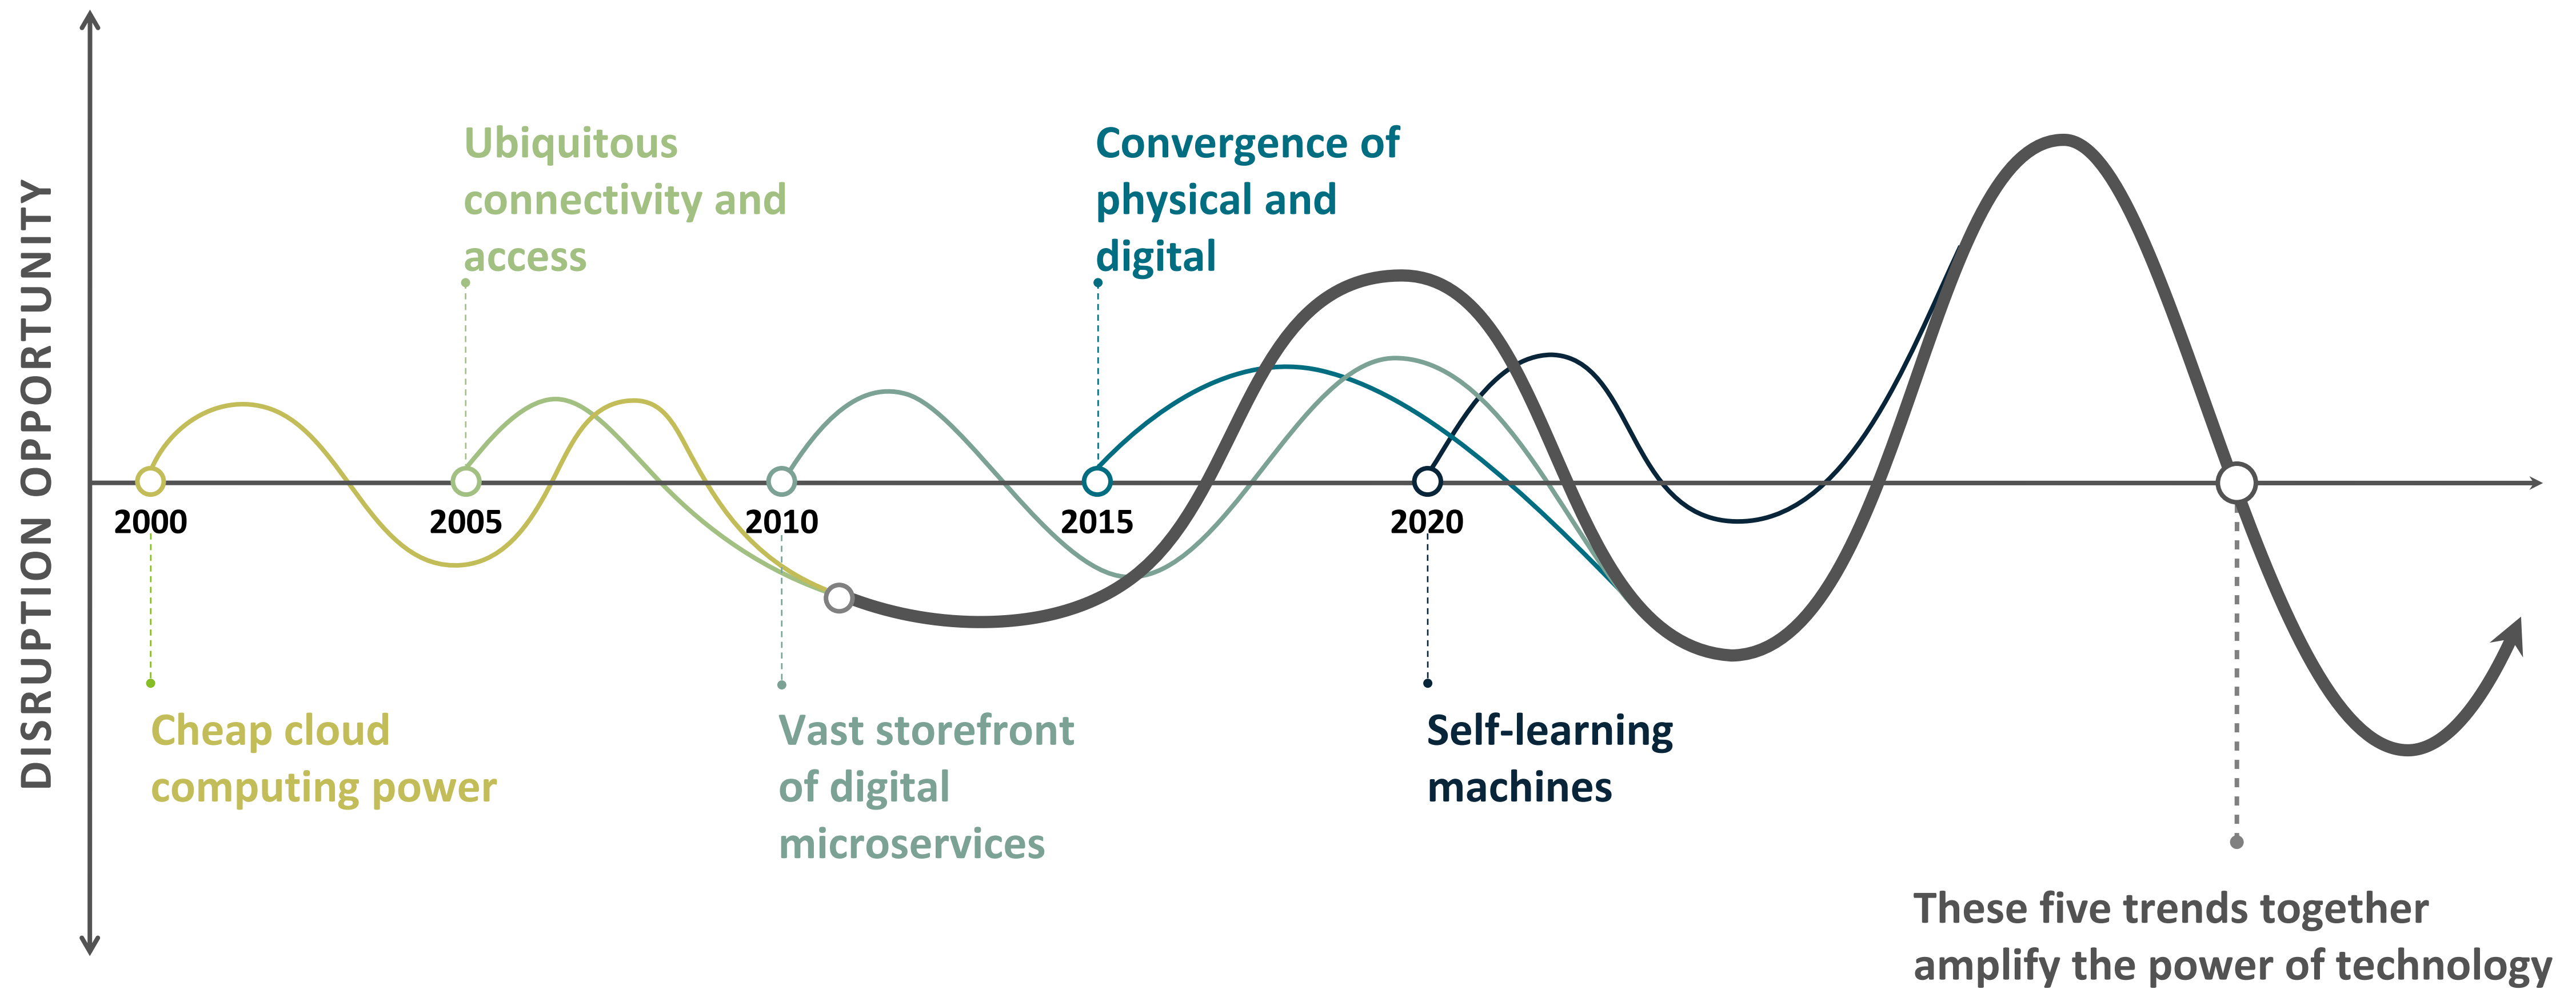 DISRUPTION OPPORTUNITY
Ubiquitous
connectivity and
access
Convergence of
physical and
digital
2000
2005
2010
2015
2020
Cheap cloud
computing power
Vast storefront
of digital
microservices
Self-learning
machines
These five trends together
amplify the power of technology